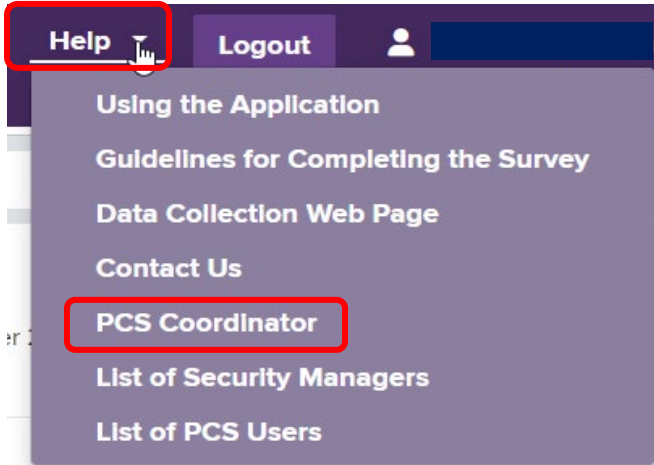 Help Logout
Using the Application
Guidelines for Completing the Survey
Data Collection Web Page
Contact Us
PCS Coordinator
List of Security Managers
List of PCS Users